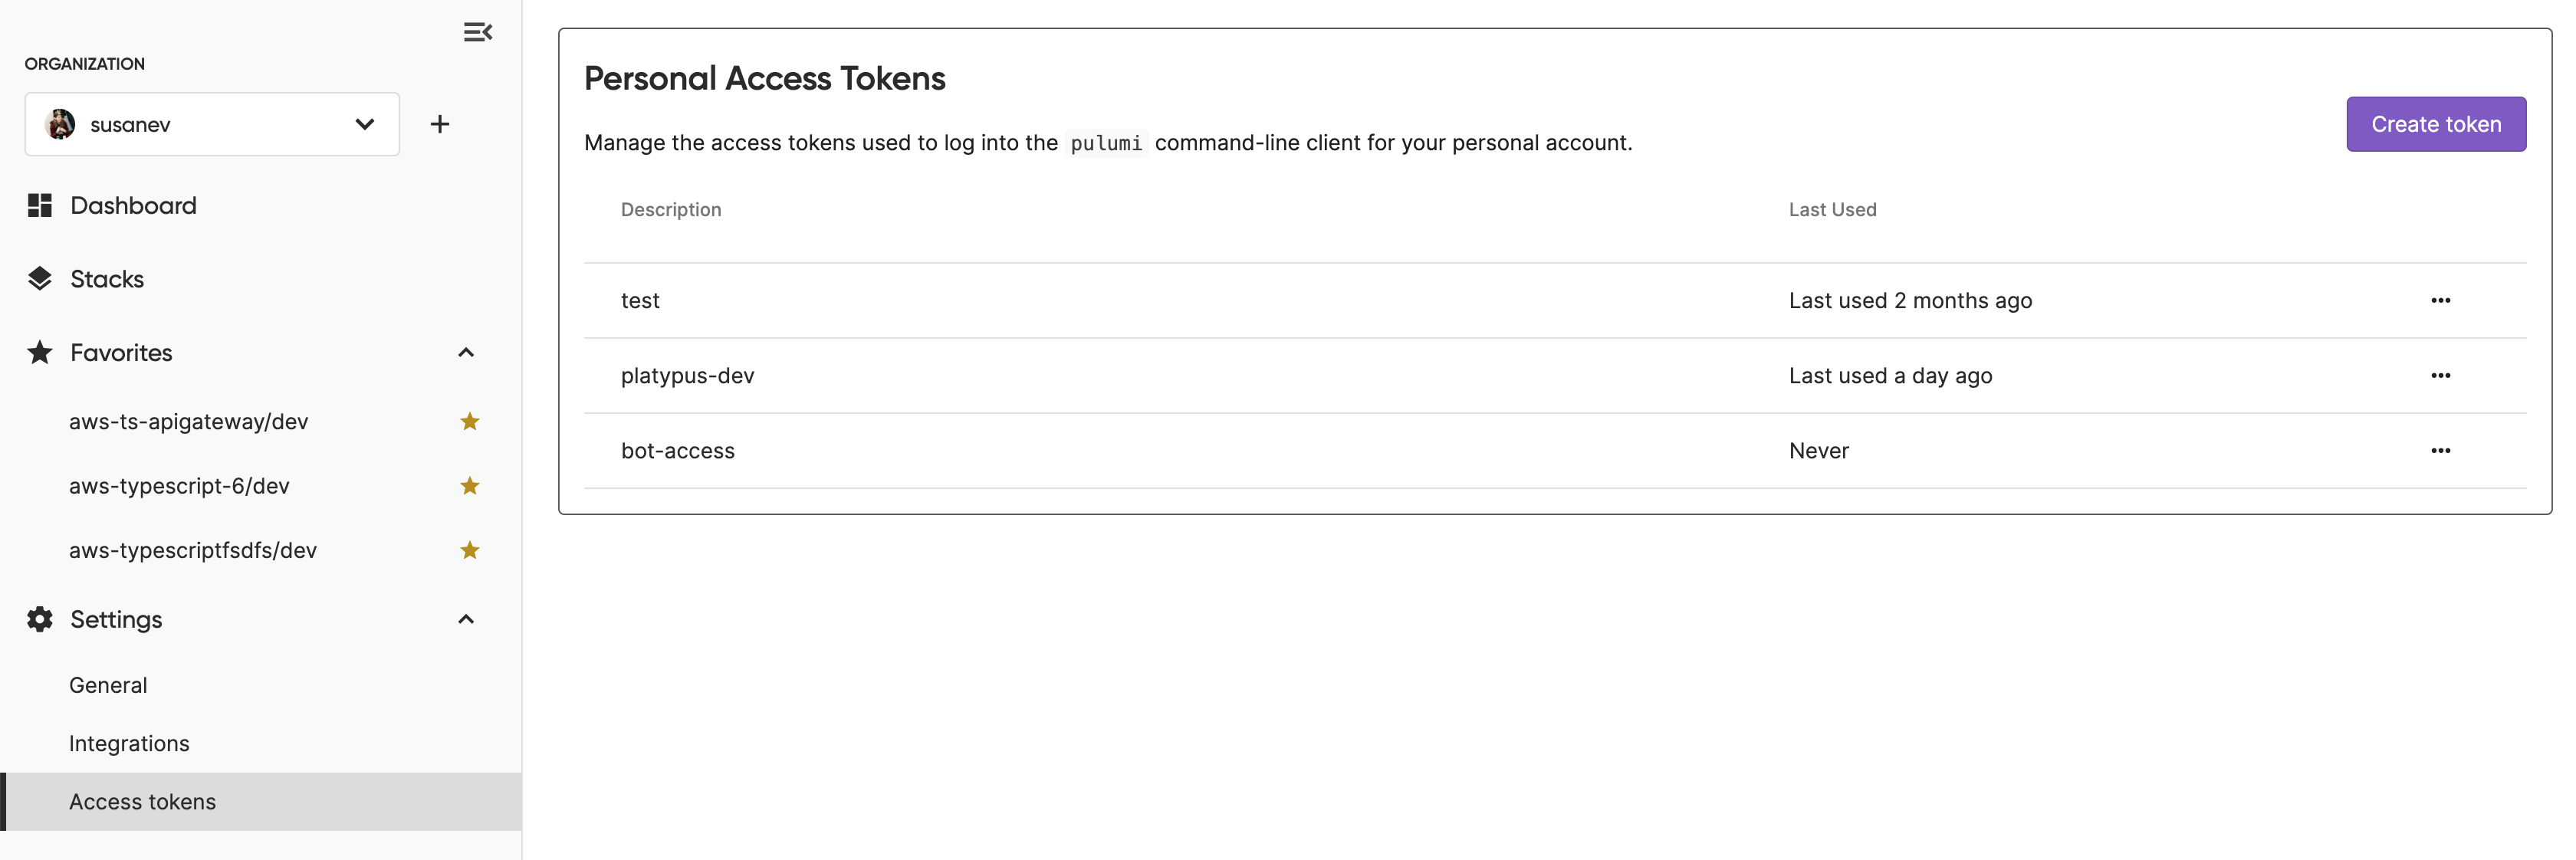 ORGANIZATION
susanev
Dashboard
Stacks
Favorites
aws-ts-apigateway/dev
aws-typescript-6/dev
aws-typescriptfsdfs/dev
Settings
General
Integrations
Access tokens
Personal Access Tokens
Manage the access tokens used to log into the pulumi command-line client for your personal account.
Create token
Description Last Used
test Last used 2 months ago
platypus-dev Last used a day ago
bot-access Never